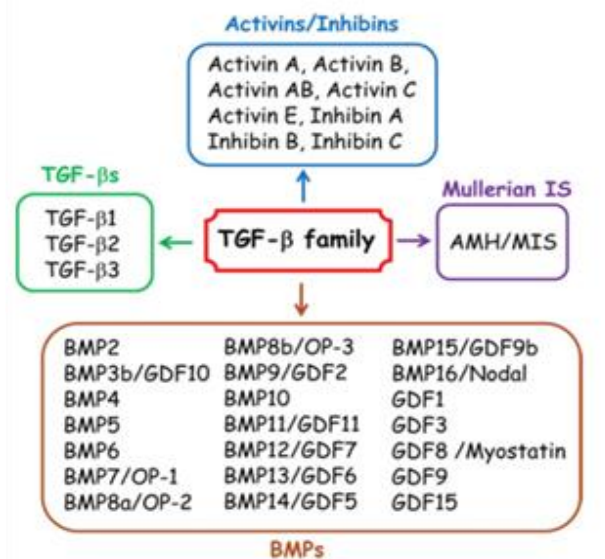 Activins/Inhibins
Activin A, Activin B,
Activin AB, Activin C
Activin E, Inhibin A
Inhibin B, Inhibin C
TGF-βs
TGF-β1
TGF-β2
TGF-β3
TGF-β family
Mullerian IS
AMH/MIS
BMP2
BMP3b/GDF10
BMP4
BMP5
BMP6
BMP7/OP-1
BMP8a/OP-2
BMP8b/OP-3
BMP9/GDF2
BMP10
BMP11/GDF11
BMP12/GDF7
BMP13/GDF6
BMP14/GDF5
BMP15/GDF9b
BMP16/Nodal
GDF1
GDF3
GDF8 /Myostatin
GDF9
GDF15
BMPs